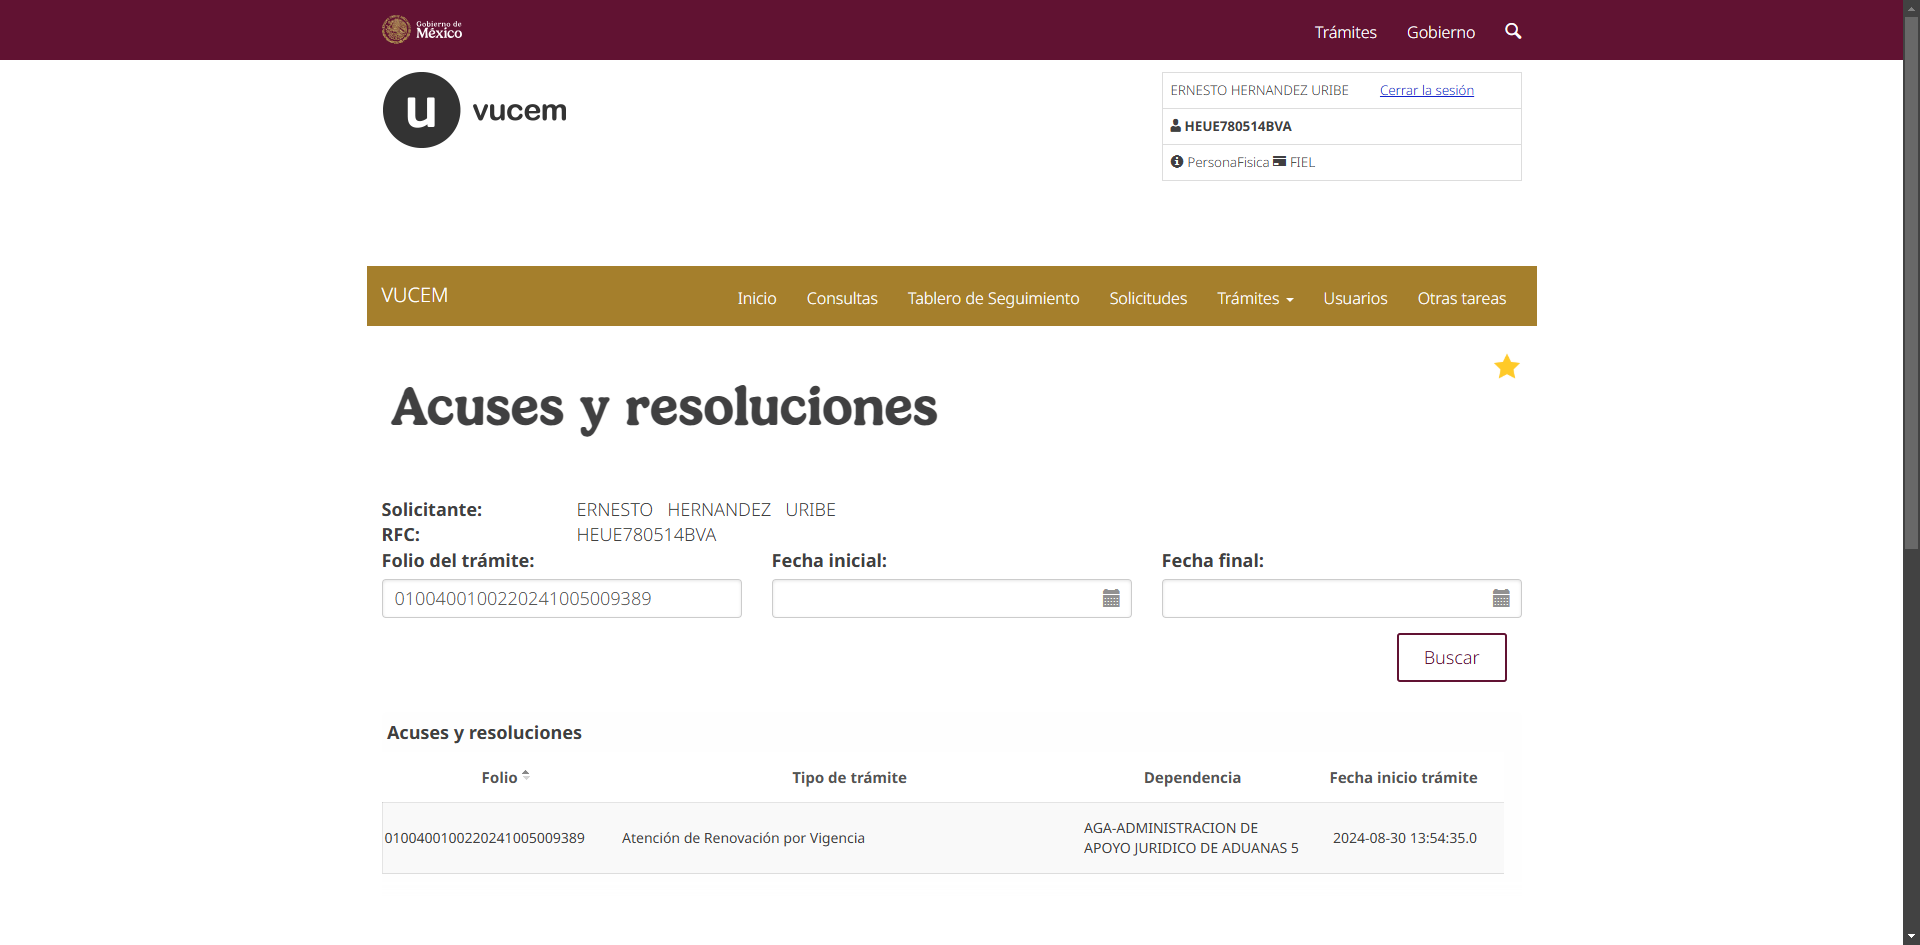 Gobierno de
México
Trámites Gobierno
u vucem
ERNESTO HERNANDEZ URIBE Cerrar la sesión
HEUE780514BVA
PersonaFisica FIEL
VUCEM Inicio Consultas Tablero de Seguimiento Solicitudes Trámites Usuarios Otras tareas
Acuses y resoluciones
Solicitante: ERNESTO HERNANDEZ URIBE
RFC: HEUE780514BVA
Folio del trámite: Fecha inicial: Fecha final:
0100400100220241005009389
Buscar
Acuses y resoluciones
Folio Tipo de trámite Dependencia Fecha inicio trámite
0100400100220241005009389 Atención de Renovación por Vigencia AGA-ADMINISTRACION DE APOYO JURIDICO DE ADUANAS 5 2024-08-30 13:54:35.0